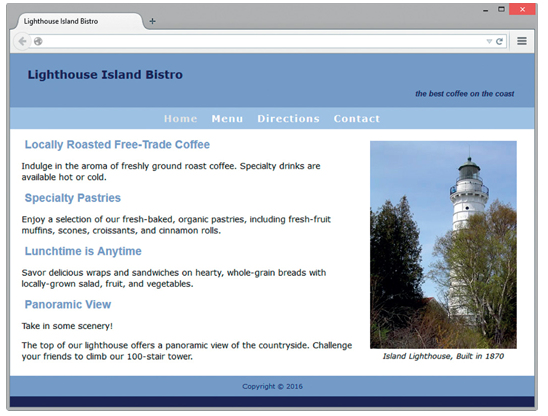 Lighthouse Island Bistro
Lighthouse Island Bistro
the best coffee on the coast
Home Menu Directions Contact
Locally Roasted Free-Trade Coffee
Indulge in the aroma of freshly ground roast coffee. Specialty drinks are
available hot or cold.
Specialty Pastries
Enjoy a selection of our fresh-baked, organic pastries, including fresh-fruit
muffins, scones, croissants, and cinnamon rolls.
Lunchtime is Anytime
Savor delicious wraps and sandwiches on hearty, whole-grain breads with
locally-grown salad, fruit, and vegetables.
Panoramic View
Take in some scenery!
The top of our lighthouse offers a panoramic view of the countryside. Challenge
your friends to climb our 100-stair tower.
Island Lighthouse, Built in 1870
Copyright © 2016